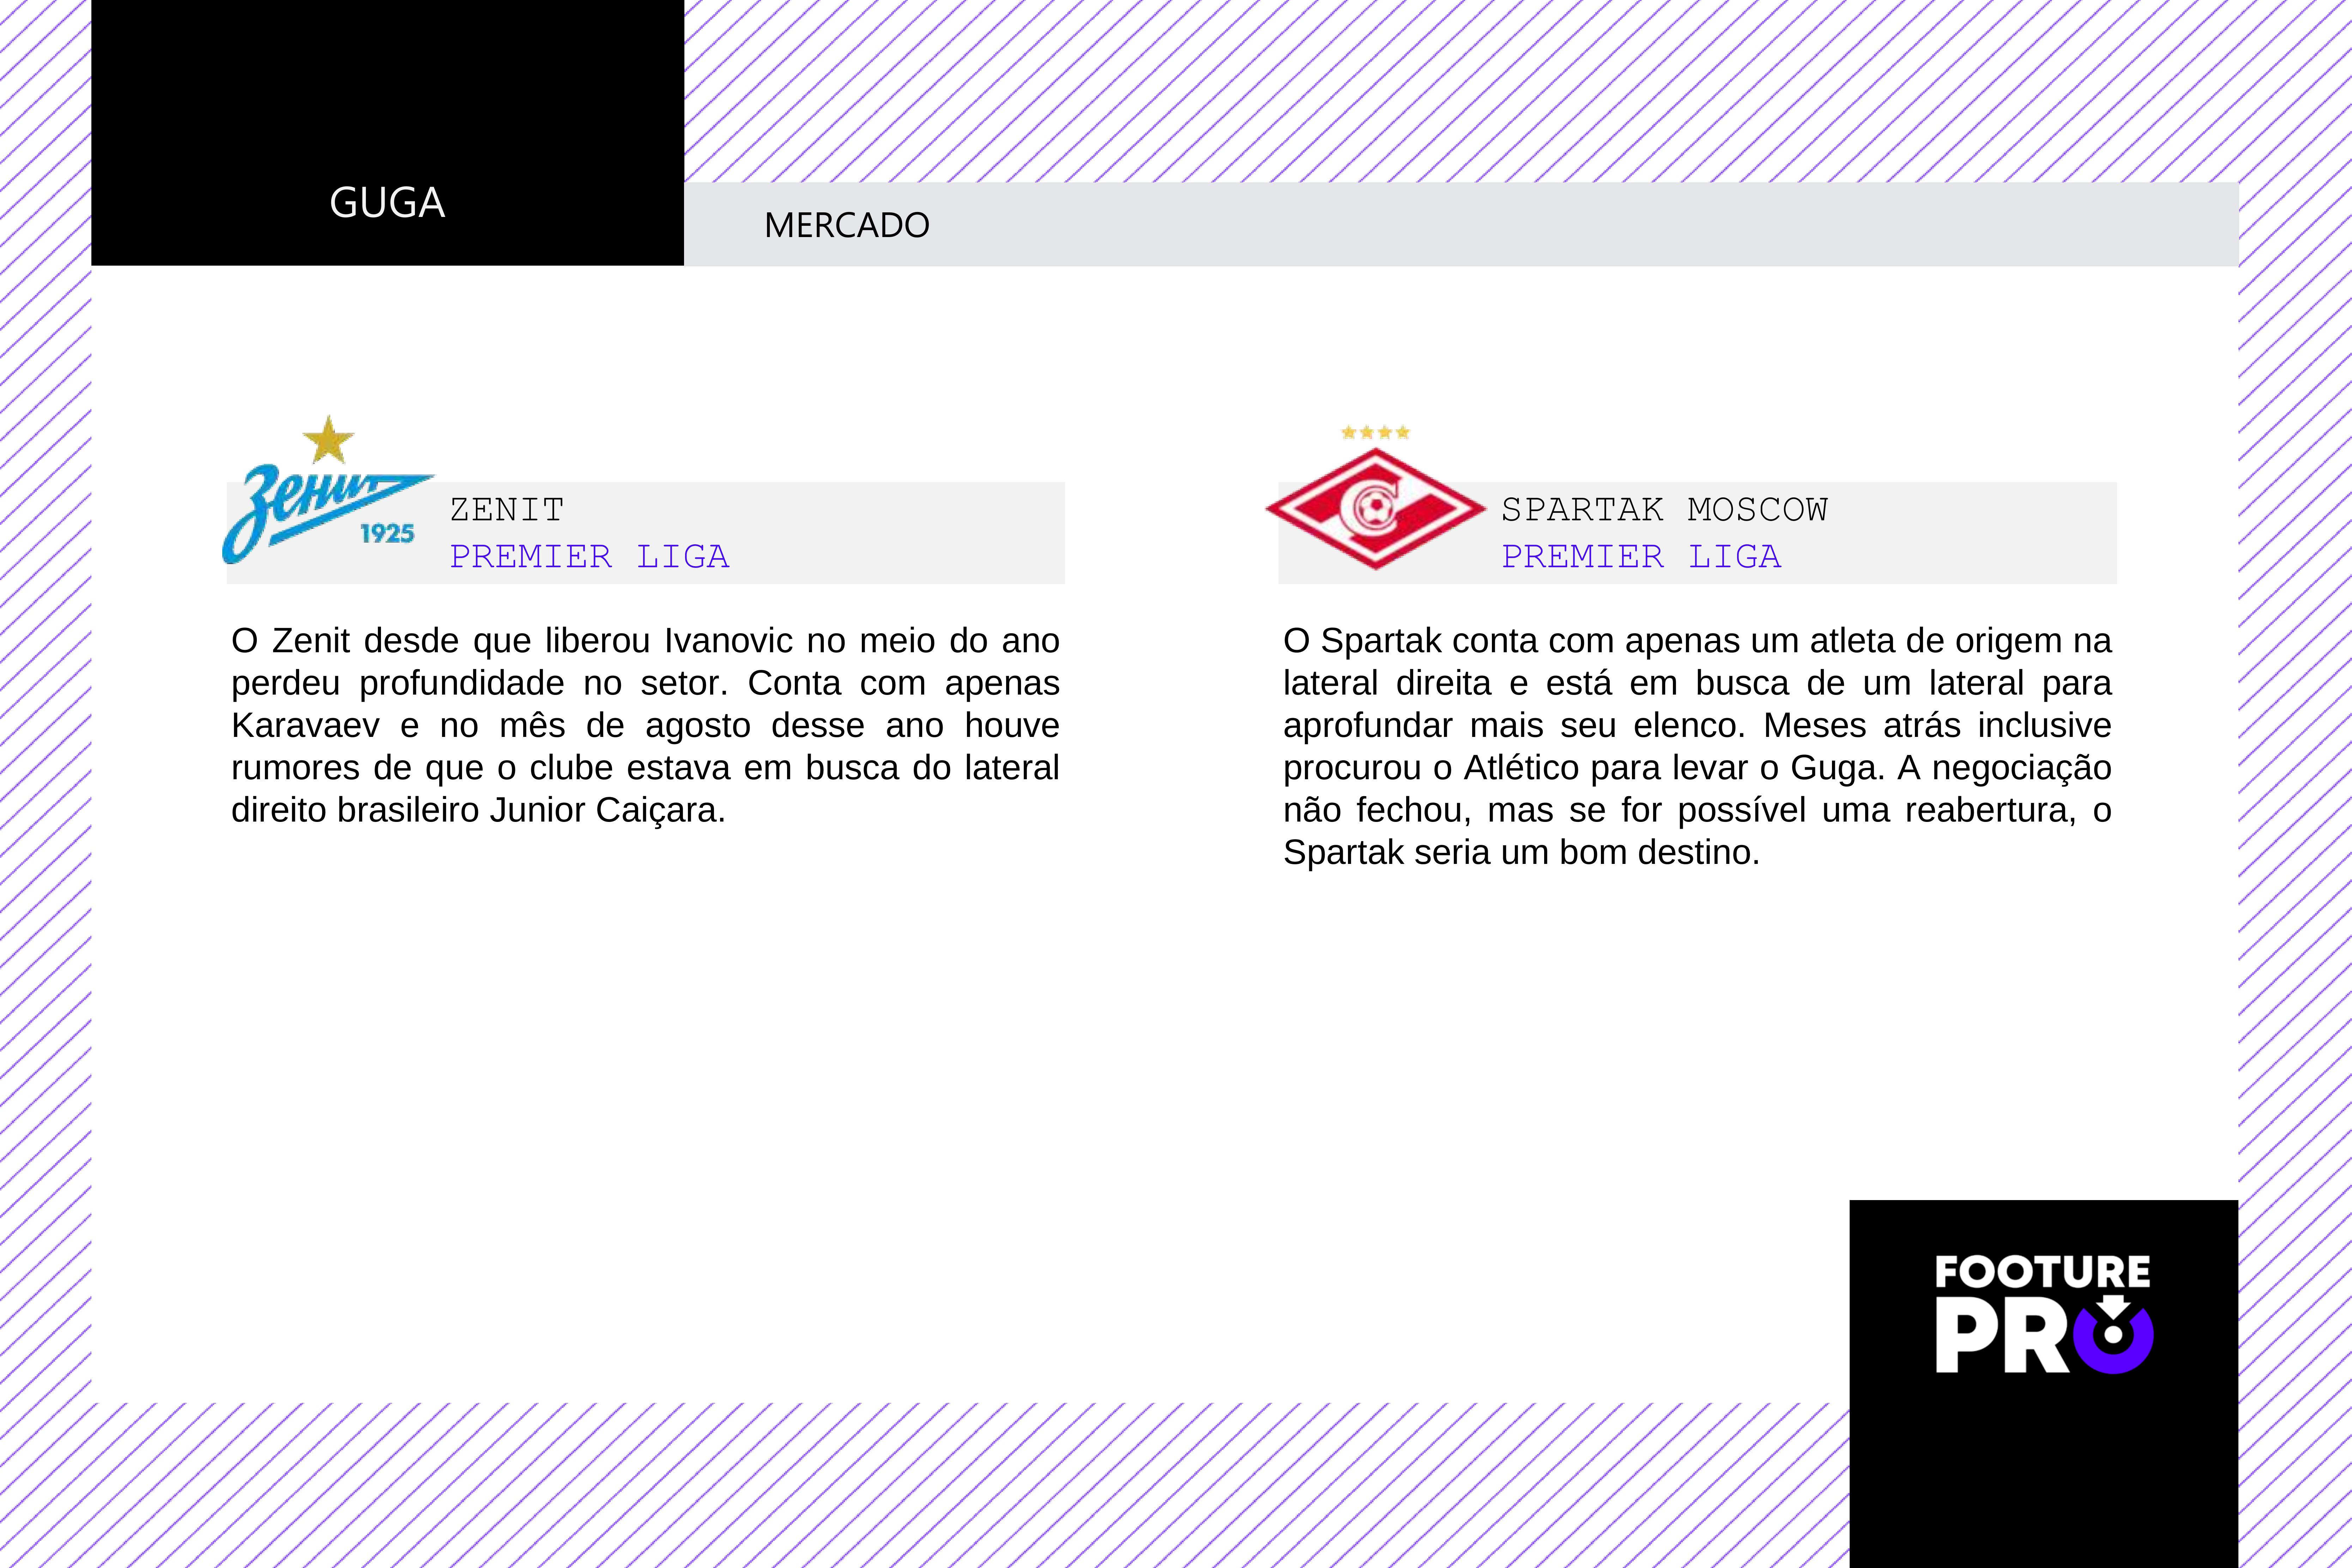 GUGA
MERCADO
Зенит
1925
ZENIT
PREMIER LIGA
O Zenit desde que liberou Ivanovic no meio do ano
perdeu profundidade no setor. Conta com apenas
Karavaev e no mês de agosto desse ano houve
rumores de que o clube estava em busca do lateral
direito brasileiro Junior Caiçara.
С
SPARTAK MOSCOW
PREMIER LIGA
O Spartak conta com apenas um atleta de origem na
lateral direita e está em busca de um lateral para
aprofundar mais seu elenco. Meses atrás inclusive
procurou o Atlético para levar o Guga. A negociação
não fechou, mas se for possível uma reabertura, o
Spartak seria um bom destino.
FOOTURE
PRO